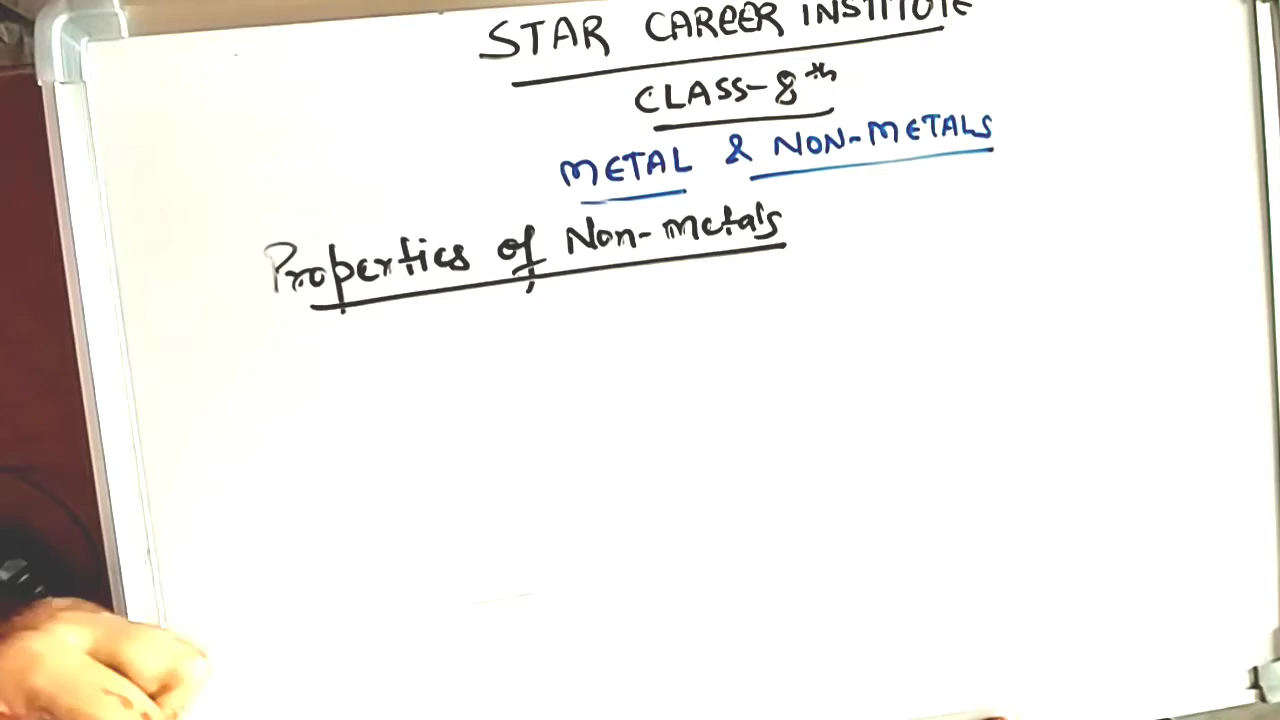 STAR CAREER INSTITUTE
CLASS-8th
METAL & NON-METALS
Properties of Non-metals